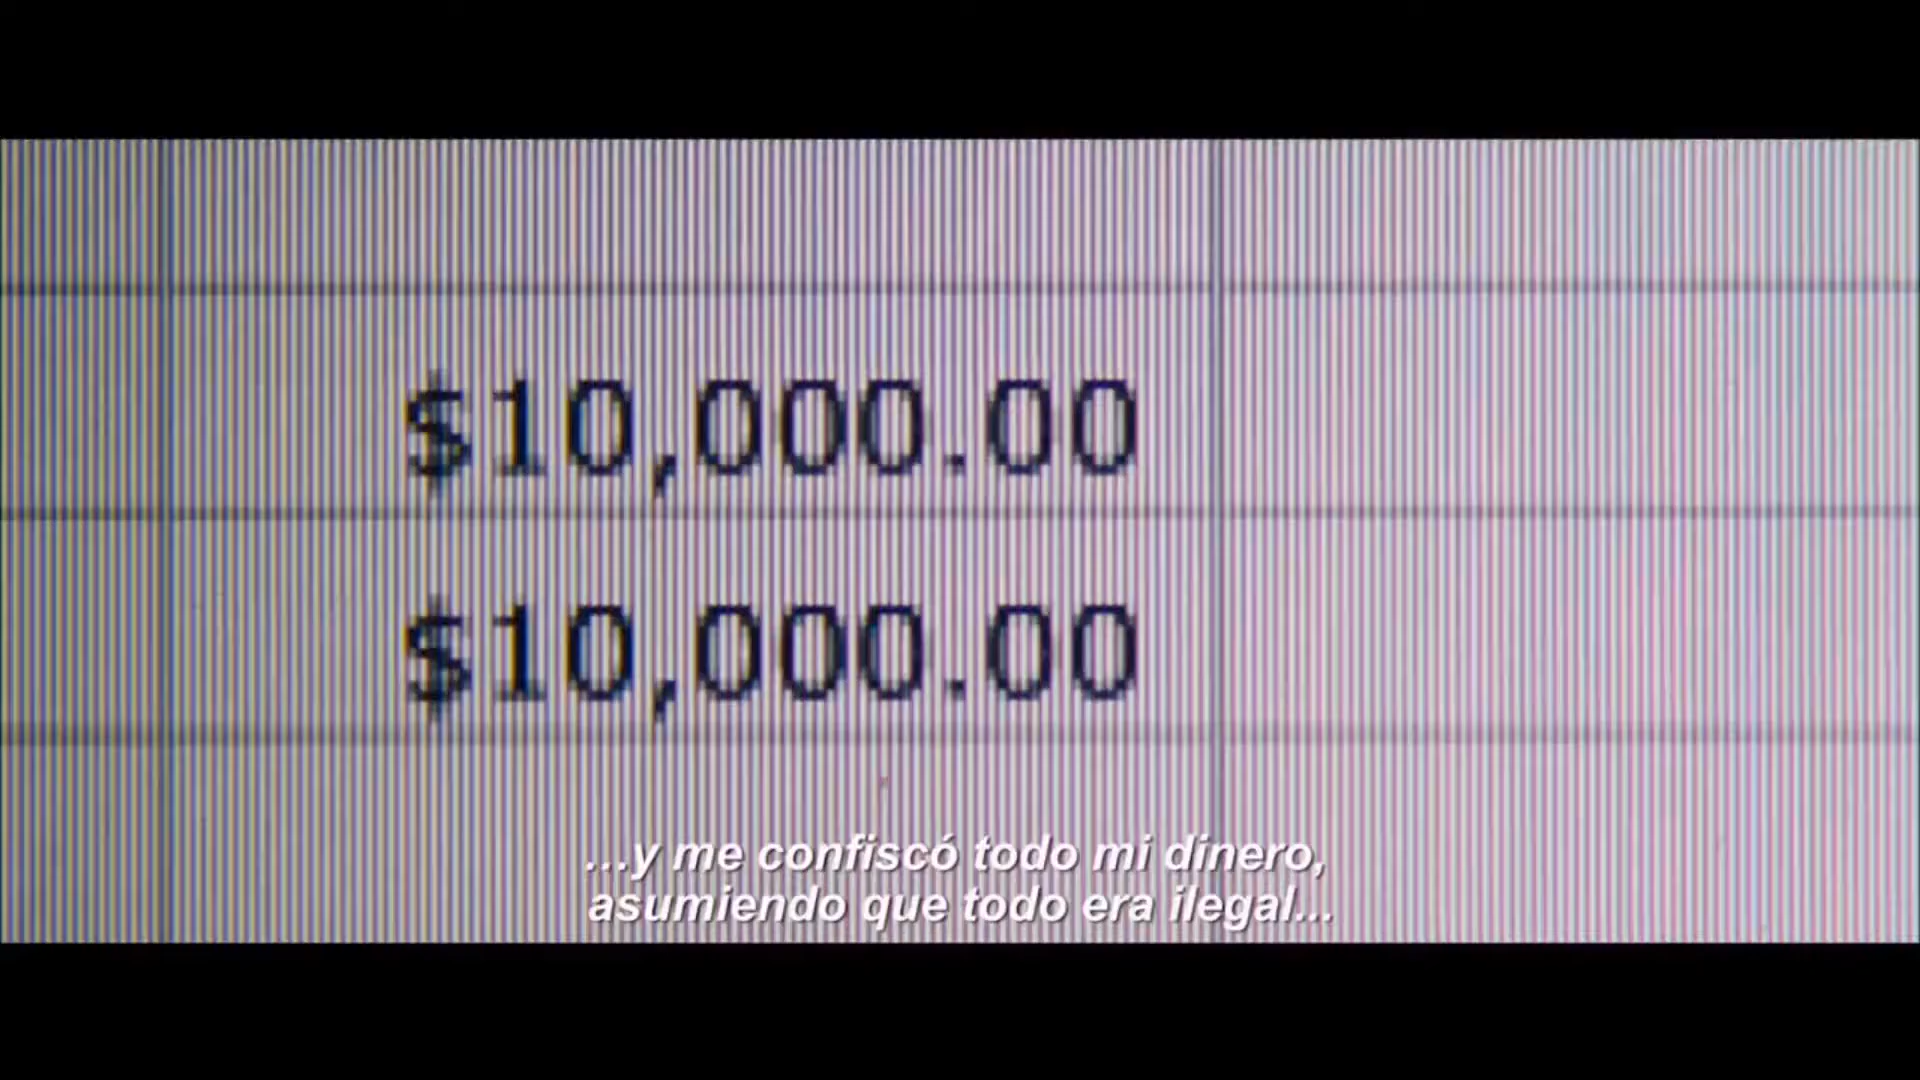 $10,000.00
$10,000.00
...y me confiscó todo mi dinero,
asumiendo que todo era ilegal...